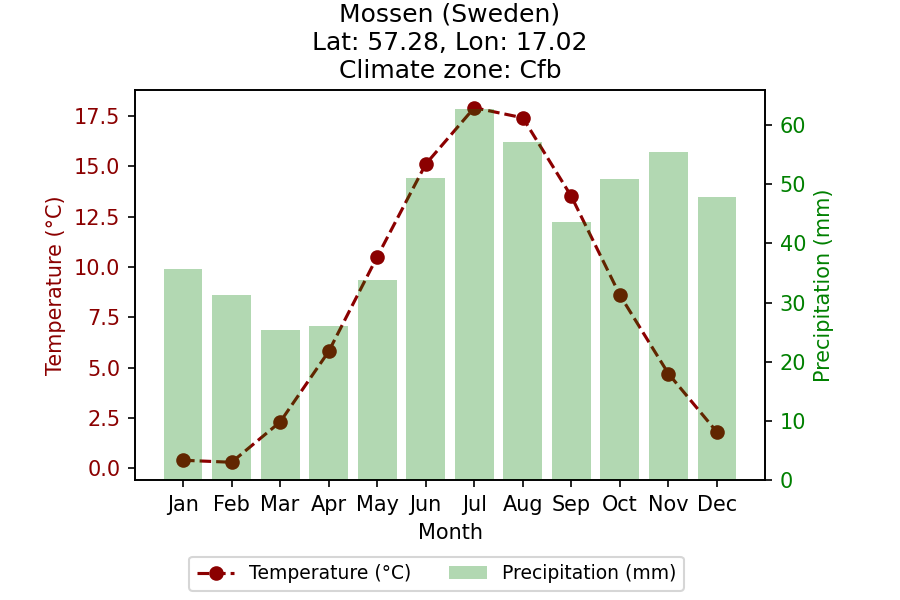 Mossen (Sweden)
Lat: 57.28, Lon: 17.02
Climate zone: Cfb
Temperature (°C)
17.5
15.0
12.5
10.0
7.5
5.0
2.5
0.0
60
50
40
30
20
10
0
Precipitation (mm)
Jan Feb Mar Apr May Jun Jul Aug Sep Oct Nov Dec
Month
Temperature (°C) Precipitation (mm)